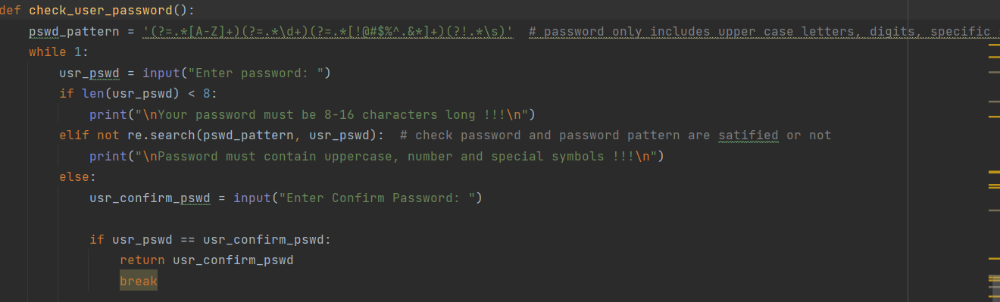 def check_user_password():
    pswd_pattern = '(?=.*[A-Z]+)(?=.*\d+)(?=.*[!@#$%^.&*]+)(?!.*\s)'  # password only includes upper case letters, digits, specific
    while 1:
        usr_pswd = input("Enter password: ")
        if len(usr_pswd) < 8:
            print("\nYour password must be 8-16 characters long !!!\n")
        elif not re.search(pswd_pattern, usr_pswd):  # check password and password pattern are satified or not
            print("\nPassword must contain uppercase, number and special symbols !!!\n")
        else:
            usr_confirm_pswd = input("Enter Confirm Password: ")
            if usr_pswd == usr_confirm_pswd:
                return usr_confirm_pswd
                break